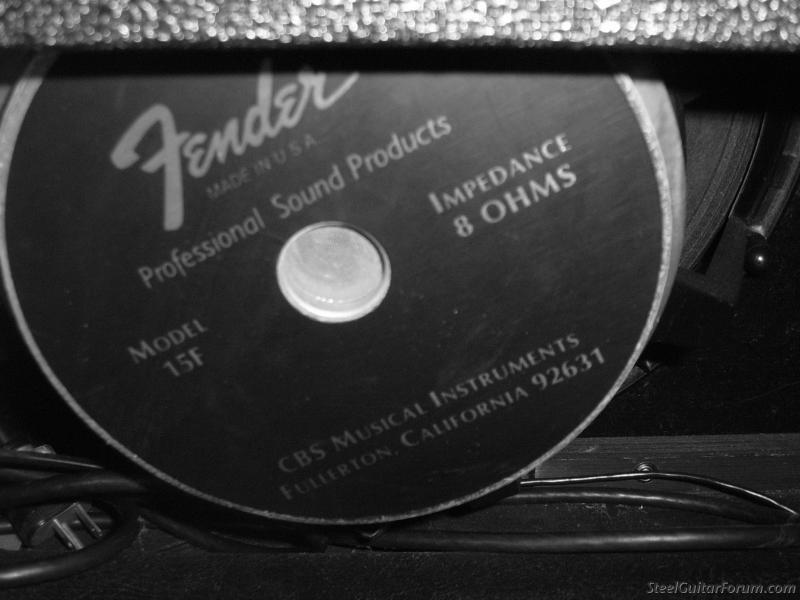 Fender
MADE IN U.S.A.
Professional Sound Products
IMPEDANCE
8 OHMS
MODEL
15F
CBS MUSICAL INSTRUMENTS
FULLERTON, CALIFORNIA 92631
SteelGuitarForum.com